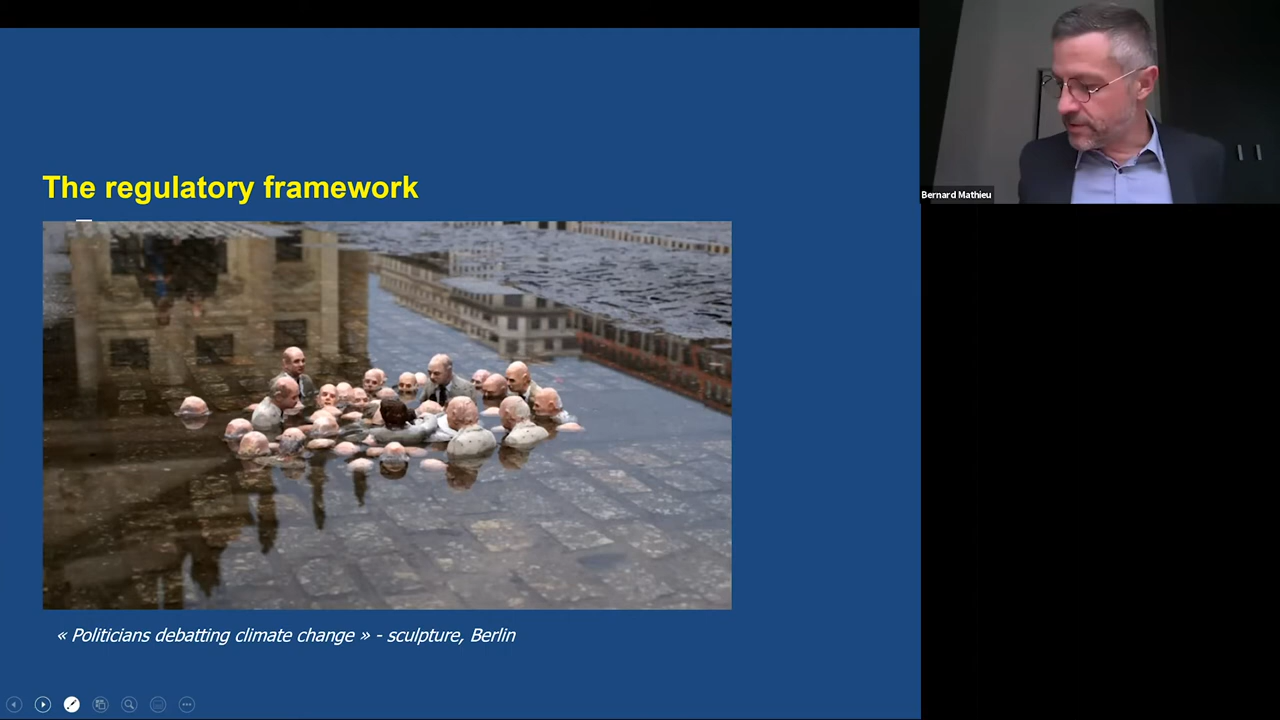 The regulatory framework
« Politicians debatting climate change » - sculpture, Berlin
Bernard Mathieu